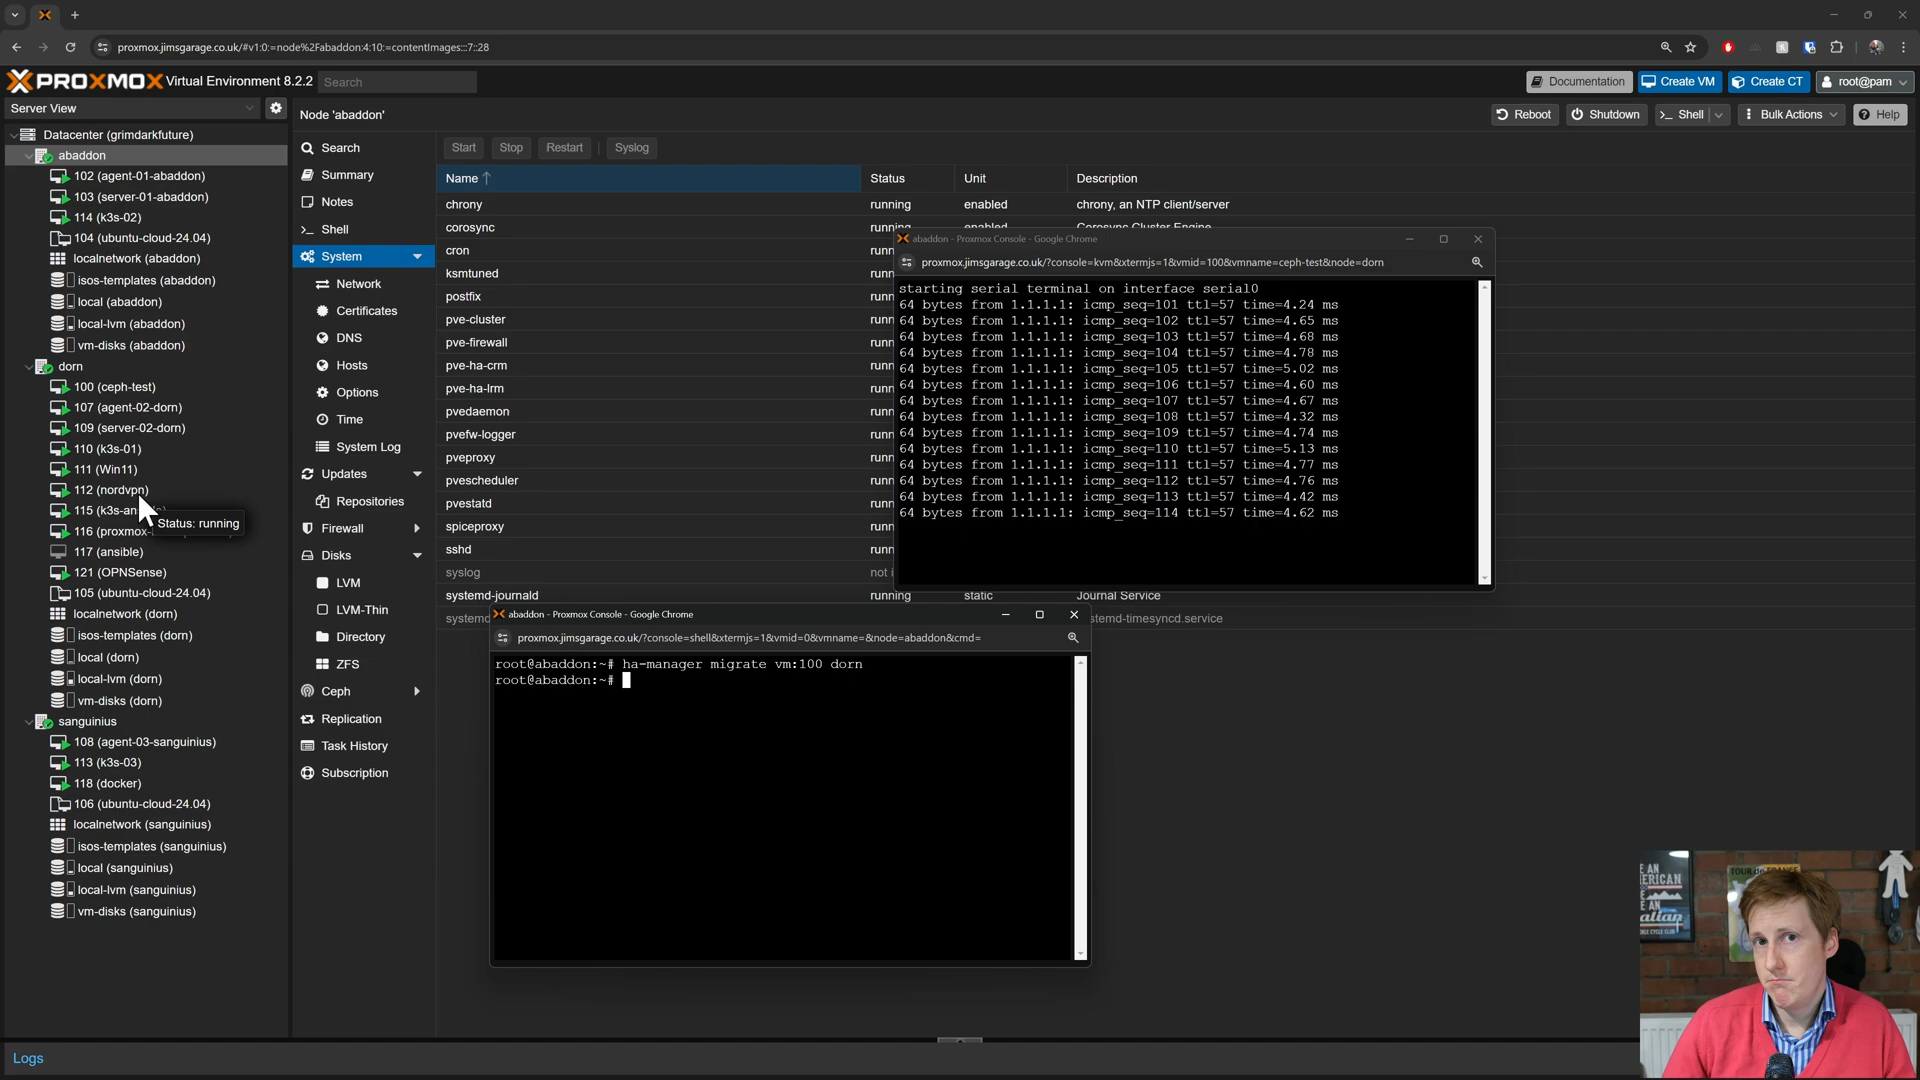 proxmox.jimsgarage.co.uk/#v1:0:=node%2Fabaddon:4:10:=contentImages:::7::28
PROXMOX Virtual Environment 8.2.2
Search
Documentation
Create VM
Create CT
root@pam
Server View
Node 'abaddon'
Reboot
Shutdown
>_ Shell
Bulk Actions
Help
Datacenter (grimdarkfuture)
abaddon
102 (agent-01-abaddon)
103 (server-01-abaddon)
114 (k3s-02)
104 (ubuntu-cloud-24.04)
localnetwork (abaddon)
isos-templates (abaddon)
local (abaddon)
local-lvm (abaddon)
vm-disks (abaddon)
dorn
100 (ceph-test)
107 (agent-02-dorn)
109 (server-02-dorn)
110 (k3s-01)
111 (Win11)
112 (nordvpn)
115
116
Status: running
117 (ansible)
121 (OPNSense)
105 (ubuntu-cloud-24.04)
localnetwork (dorn)
isos-templates (dorn)
local (dorn)
local-lvm (dorn)
vm-disks (dorn)
sanguinius
108 (agent-03-sanguinius)
113 (k3s-03)
118 (docker)
106 (ubuntu-cloud-24.04)
localnetwork (sanguinius)
isos-templates (sanguinius)
local (sanguinius)
local-lvm (sanguinius)
vm-disks (sanguinius)
Logs
Search
Summary
Notes
>_ Shell
System
Network
Certificates
DNS
Hosts
Options
Time
System Log
Updates
Repositories
Firewall
Disks
LVM
LVM-Thin
Directory
ZFS
Ceph
Replication
Task History
Subscription
Start
Stop
Restart
Syslog
Name
Status
Unit
Description
chrony
running
enabled
chrony, an NTP client/server
corosync
running
enabled
Corosync Cluster Engine
cron
ksmtuned
postfix
pve-cluster
pve-firewall
pve-ha-crm
pve-ha-lrm
pvedaemon
pvefw-logger
pveproxy
pvescheduler
pvestatd
spiceproxy
sshd
syslog
not i
systemd-journald
running
static
Journal Service
abaddon - Proxmox Console - Google Chrome
proxmox.jimsgarage.co.uk/?console=kvm&xtermjs=1&vmid=100&vmname=ceph-test&node=dorn
starting serial terminal on interface serial0
64 bytes from 1.1.1.1: icmp_seq=101 ttl=57 time=4.24 ms
64 bytes from 1.1.1.1: icmp_seq=102 ttl=57 time=4.65 ms
64 bytes from 1.1.1.1: icmp_seq=103 ttl=57 time=4.68 ms
64 bytes from 1.1.1.1: icmp_seq=104 ttl=57 time=4.78 ms
64 bytes from 1.1.1.1: icmp_seq=105 ttl=57 time=5.02 ms
64 bytes from 1.1.1.1: icmp_seq=106 ttl=57 time=4.60 ms
64 bytes from 1.1.1.1: icmp_seq=107 ttl=57 time=4.67 ms
64 bytes from 1.1.1.1: icmp_seq=108 ttl=57 time=4.32 ms
64 bytes from 1.1.1.1: icmp_seq=109 ttl=57 time=4.74 ms
64 bytes from 1.1.1.1: icmp_seq=110 ttl=57 time=5.13 ms
64 bytes from 1.1.1.1: icmp_seq=111 ttl=57 time=4.77 ms
64 bytes from 1.1.1.1: icmp_seq=112 ttl=57 time=4.76 ms
64 bytes from 1.1.1.1: icmp_seq=113 ttl=57 time=4.42 ms
64 bytes from 1.1.1.1: icmp_seq=114 ttl=57 time=4.62 ms
abaddon - Proxmox Console - Google Chrome
proxmox.jimsgarage.co.uk/?console=shell&xtermjs=1&vmid=0&vmname=&node=abaddon&cmd=
root@abaddon:~# ha-manager migrate vm:100 dorn
root@abaddon:~#